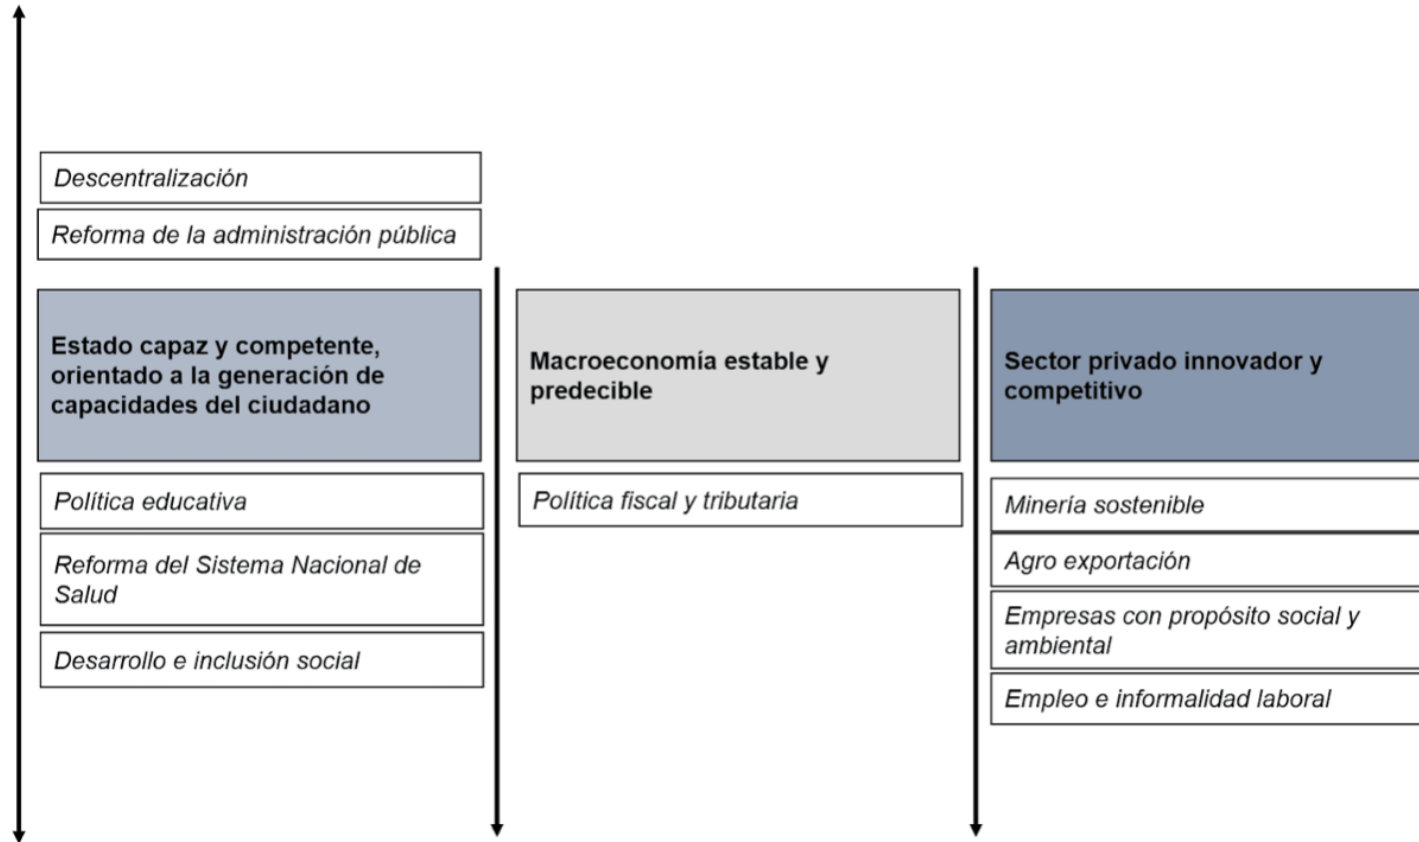 Descentralización
Reforma de la administración pública
Estado capaz y competente,
orientado a la generación de
capacidades del ciudadano
Política educativa
Reforma del Sistema Nacional de
Salud
Desarrollo e inclusión social
Macroeconomía estable y
predecible
Política fiscal y tributaria
Sector privado innovador y
competitivo
Minería sostenible
Agro exportación
Empresas con propósito social y
ambiental
Empleo e informalidad laboral